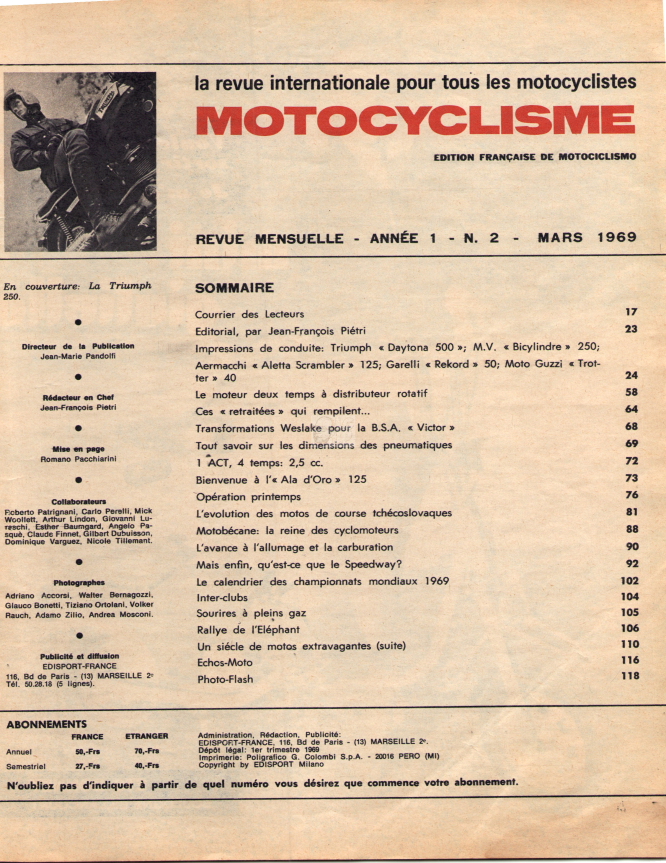 la revue internationale pour tous les motocyclistes
MOTOCYCLISME
EDITION FRANÇAISE DE MOTOCICLISMO
REVUE MENSUELLE - ANNÉE 1 - N. 2 - MARS 1969
En couverture: La Triumph
250.
Directeur de la Publication
Jean-Marie Pandolfi
Rédacteur en Chef
Jean-François Pietri
Mise en page
Romano Pacchiarini
Collaborateurs
Roberto Patrignani, Carlo Perelli, Mick
Woollett, Arthur Lindon, Giovanni Lu-
reschi, Esther Baumgard, Angelo Pa-
squè, Claude Finnet, Gilbart Dubuisson,
Dominique Varguez, Nicole Tillemant.
Photographes
Adriano Accorsi, Walter Bernagozzi,
Glauco Bonetti, Tiziano Ortolani, Volker
Rauch, Adamo Zilio, Andrea Mosconi.
Publicité et diffusion
EDISPORT-FRANCE
116, Bd de Paris - (13) MARSEILLE 2e
Tél. 50.28.18 (5 lignes).
SOMMAIRE
Courrier des Lecteurs 17
Editorial, par Jean-François Piétri 23
Impressions de conduite: Triumph « Daytona 500 »; M.V. « Bicylindre » 250;
Aermacchi « Aletta Scrambler » 125; Garelli « Rekord » 50; Moto Guzzi « Trot-
ter » 40 24
Le moteur deux temps à distributeur rotatif 58
Ces « retraitées » qui rempilent... 64
Transformations Weslake pour la B.S.A. « Victor » 68
Tout savoir sur les dimensions des pneumatiques 69
1 ACT, 4 temps: 2,5 cc. 72
Bienvenue à l'« Ala d'Oro » 125 73
Opération printemps 76
L'evolution des motos de course tchécoslovaques 81
Motobécane: la reine des cyclomoteurs 88
L'avance à l'allumage et la carburation 90
Mais enfin, qu'est-ce que le Speedway? 92
Le calendrier des championnats mondiaux 1969 102
Inter-clubs 104
Sourires à pleins gaz 105
Rallye de l'Eléphant 106
Un siécle de motos extravagantes (suite) 110
Echos-Moto 116
Photo-Flash 118
ABONNEMENTS
FRANCE ETRANGER
Annuel 50,-Frs 70,-Frs
Semestriel 27,-Frs 40,-Frs
Administration, Rédaction, Publicité:
EDISPORT-FRANCE, 116, Bd de Paris - (13) MARSEILLE 2e.
Dépôt légal: 1er trimestre 1969
Imprimerie: Poligrafico G. Colombi S.p.A. - 20016 PERO (MI)
Copyright by EDISPORT Milano
N'oubliez pas d'indiquer à partir de quel numéro vous désirez que commence votre abonnement.